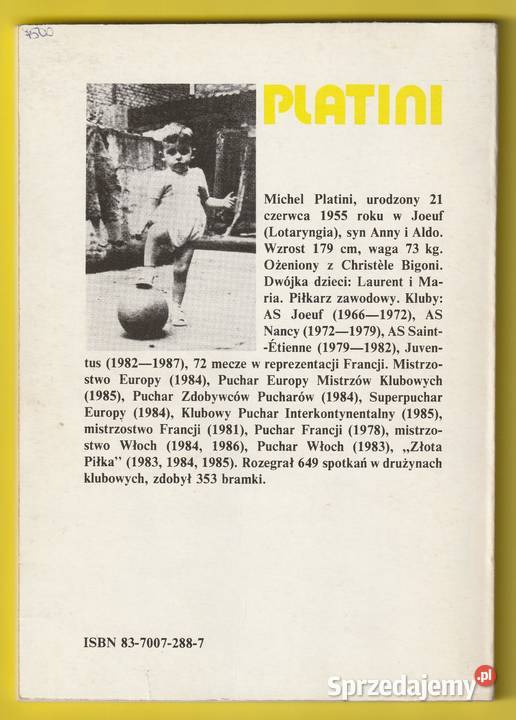 7500
PLATINI
Michel Platini, urodzony 21
czerwca 1955 roku w Joeuf
(Lotaryngia), syn Anny i Aldo.
Wzrost 179 cm, waga 73 kg.
Ożeniony z Christèle Bigoni.
Dwójka dzieci: Laurent i Ma-
ria. Piłkarz zawodowy. Kluby:
AS Joeuf (1966—1972), AS
Nancy (1972—1979), AS Saint-
-Étienne (1979—1982), Juven-
tus (1982—1987), 72 mecze w reprezentacji Francji. Mistrzo-
stwo Europy (1984), Puchar Europy Mistrzów Klubowych
(1985), Puchar Zdobywców Pucharów (1984), Superpuchar
Europy (1984), Klubowy Puchar Interkontynentalny (1985),
mistrzostwo Francji (1981), Puchar Francji (1978), mistrzo-
stwo Włoch (1984, 1986), Puchar Włoch (1983), „Złota
Piłka” (1983, 1984, 1985). Rozegrał 649 spotkań w drużynach
klubowych, zdobył 353 bramki.
ISBN 83-7007-288-7
Sprzedajemy.pl